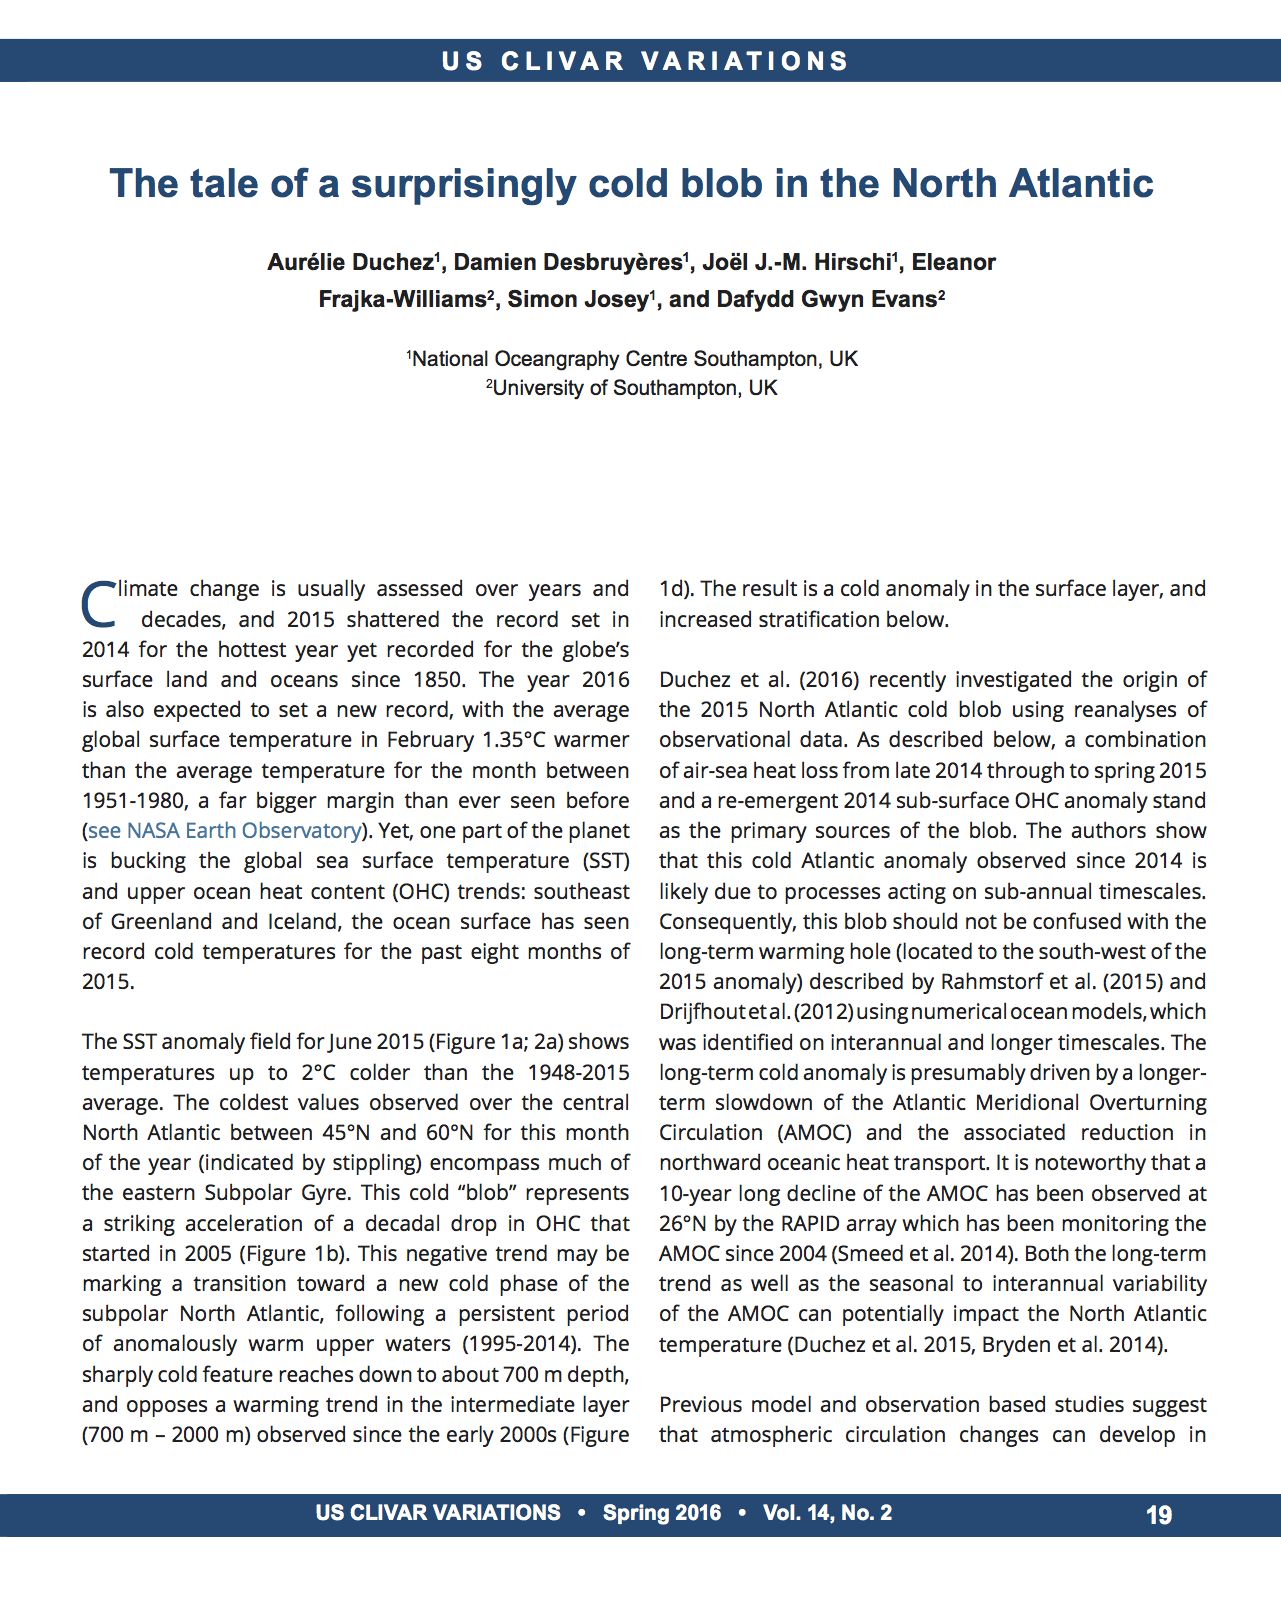 US CLIVAR VARIATIONS
The tale of a surprisingly cold blob in the North Atlantic
Aurélie Duchez¹, Damien Desbruyères¹, Joël J.-M. Hirschi¹, Eleanor
Frajka-Williams², Simon Josey¹, and Dafydd Gwyn Evans²
¹National Oceangraphy Centre Southampton, UK
²University of Southampton, UK
Climate change is usually assessed over years and
decades, and 2015 shattered the record set in
2014 for the hottest year yet recorded for the globe's
surface land and oceans since 1850. The year 2016
is also expected to set a new record, with the average
global surface temperature in February 1.35°C warmer
than the average temperature for the month between
1951-1980, a far bigger margin than ever seen before
(see NASA Earth Observatory). Yet, one part of the planet
is bucking the global sea surface temperature (SST)
and upper ocean heat content (OHC) trends: southeast
of Greenland and Iceland, the ocean surface has seen
record cold temperatures for the past eight months of
2015.
The SST anomaly field for June 2015 (Figure 1a; 2a) shows
temperatures up to 2°C colder than the 1948-2015
average. The coldest values observed over the central
North Atlantic between 45°N and 60°N for this month
of the year (indicated by stippling) encompass much of
the eastern Subpolar Gyre. This cold “blob” represents
a striking acceleration of a decadal drop in OHC that
started in 2005 (Figure 1b). This negative trend may be
marking a transition toward a new cold phase of the
subpolar North Atlantic, following a persistent period
of anomalously warm upper waters (1995-2014). The
sharply cold feature reaches down to about 700 m depth,
and opposes a warming trend in the intermediate layer
(700 m – 2000 m) observed since the early 2000s (Figure
1d). The result is a cold anomaly in the surface layer, and
increased stratification below.
Duchez et al. (2016) recently investigated the origin of
the 2015 North Atlantic cold blob using reanalyses of
observational data. As described below, a combination
of air-sea heat loss from late 2014 through to spring 2015
and a re-emergent 2014 sub-surface OHC anomaly stand
as the primary sources of the blob. The authors show
that this cold Atlantic anomaly observed since 2014 is
likely due to processes acting on sub-annual timescales.
Consequently, this blob should not be confused with the
long-term warming hole (located to the south-west of the
2015 anomaly) described by Rahmstorf et al. (2015) and
Drijfhout et al. (2012) using numerical ocean models, which
was identified on interannual and longer timescales. The
long-term cold anomaly is presumably driven by a longer-
term slowdown of the Atlantic Meridional Overturning
Circulation (AMOC) and the associated reduction in
northward oceanic heat transport. It is noteworthy that a
10-year long decline of the AMOC has been observed at
26°N by the RAPID array which has been monitoring the
AMOC since 2004 (Smeed et al. 2014). Both the long-term
trend as well as the seasonal to interannual variability
of the AMOC can potentially impact the North Atlantic
temperature (Duchez et al. 2015, Bryden et al. 2014).
Previous model and observation based studies suggest
that atmospheric circulation changes can develop in
US CLIVAR VARIATIONS • Spring 2016 • Vol. 14, No. 2 19